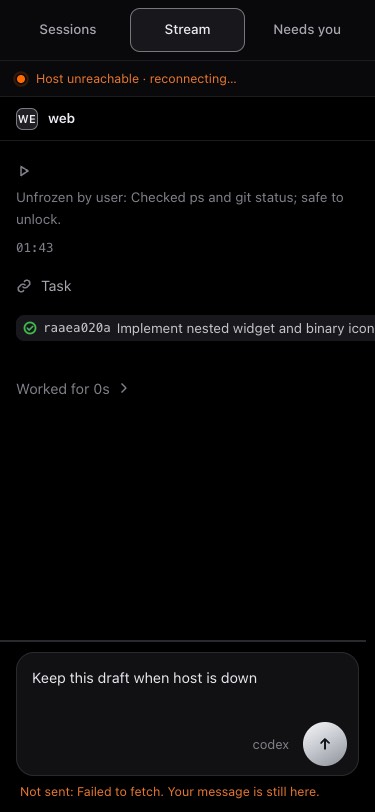 Sessions
Stream
Needs you
Host unreachable · reconnecting…
WE web
Unfrozen by user: Checked ps and git status; safe to
unlock.
01:43
Task
raaea020a Implement nested widget and binary icon
Worked for 0s
Keep this draft when host is down
codex
Not sent: Failed to fetch. Your message is still here.